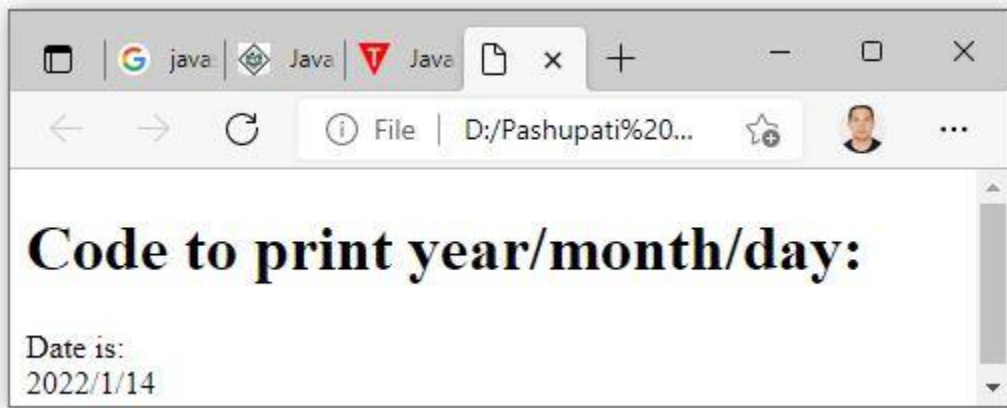 java
Java
Java
File | D:/Pashupati%20...
Code to print year/month/day:
Date is:
2022/1/14